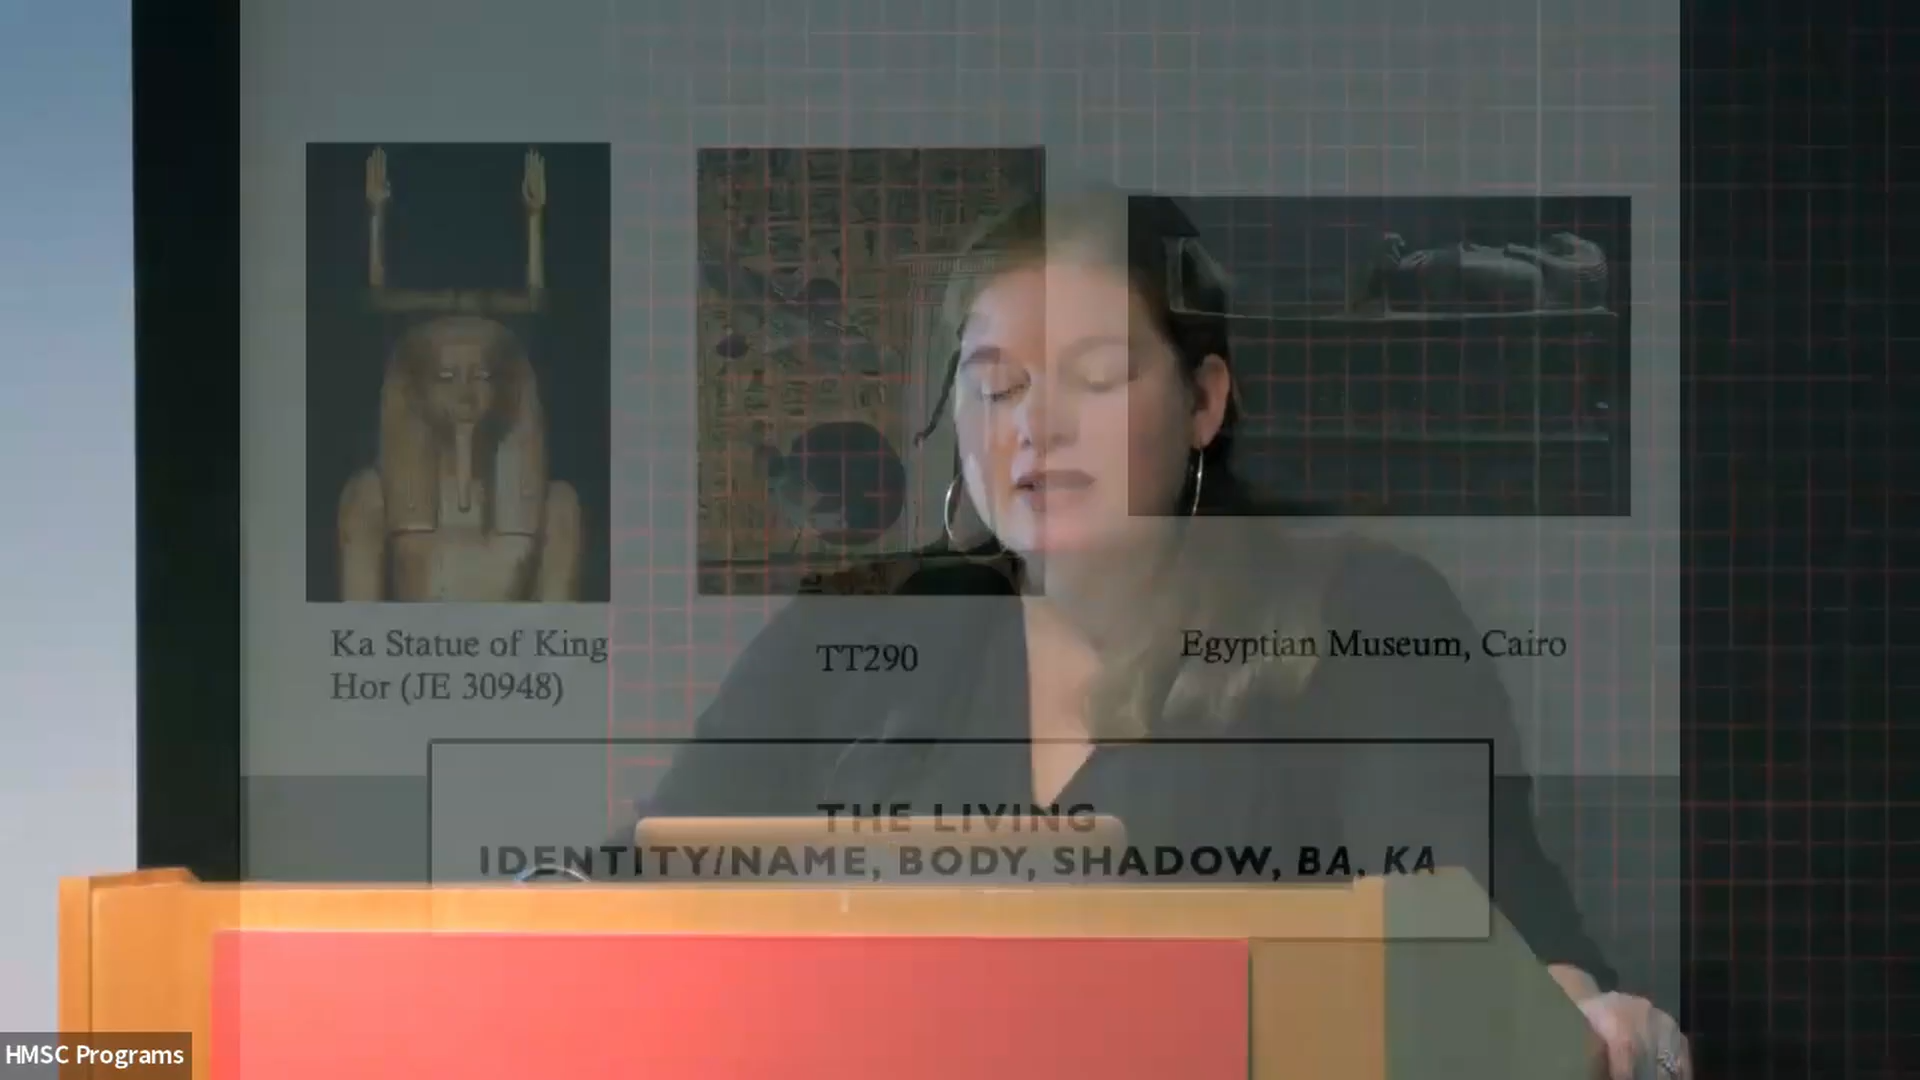 Ka Statue of King
Hor (JE 30948)
TT290
Egyptian Museum, Cairo
THE LIVING
IDENTITY/NAME, BODY, SHADOW, BA, KA
HMSC Programs